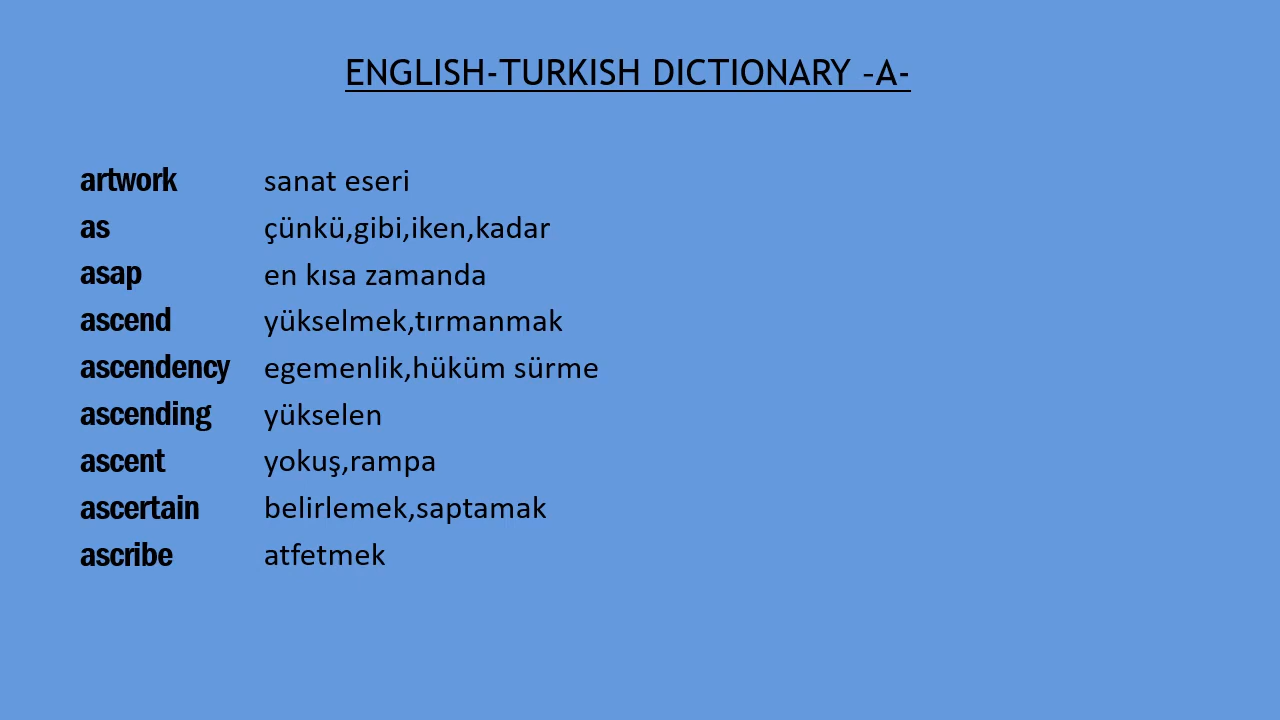 ENGLISH-TURKISH DICTIONARY –A-
artwork sanat eseri
as çünkü,gibi,iken,kadar
asap en kısa zamanda
ascend yükselmek,tırmanmak
ascendency egemenlik,hüküm sürme
ascending yükselen
ascent yokuş,rampa
ascertain belirlemek,saptamak
ascribe atfetmek